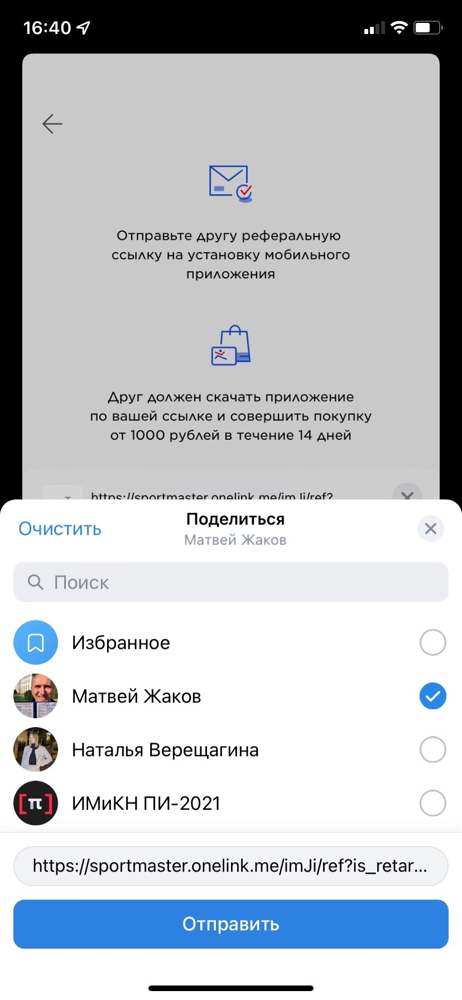 16:40
Отправьте другу реферальную
ссылку на установку мобильного
приложения
Друг должен скачать приложение
по вашей ссылке и совершить покупку
от 1000 рублей в течение 14 дней
https://sportmaster.onelink.me/imJi/ref?
Очистить
Поделиться
Матвей Жаков
Поиск
Избранное
Матвей Жаков
Наталья Верещагина
[π] ИМиКН ПИ-2021
https://sportmaster.onelink.me/imJi/ref?is_retar...
Отправить